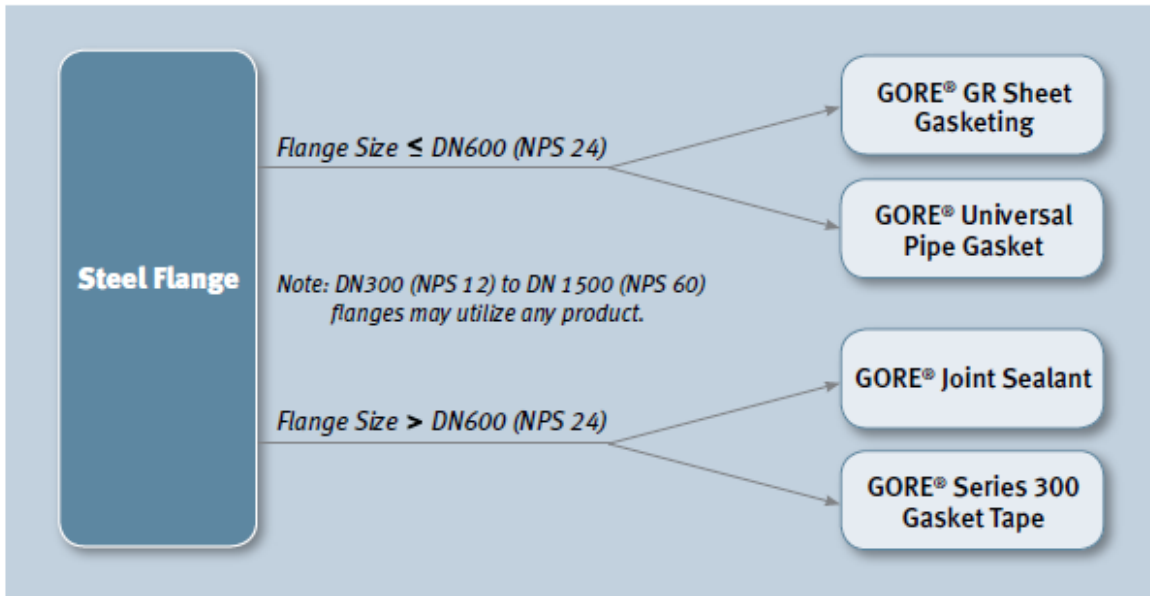 Steel Flange
Flange Size ≤ DN600 (NPS 24)
GORE® GR Sheet
Gasketing
GORE® Universal
Pipe Gasket
Note: DN300 (NPS 12) to DN 1500 (NPS 60)
flanges may utilize any product.
Flange Size > DN600 (NPS 24)
GORE® Joint Sealant
GORE® Series 300
Gasket Tape